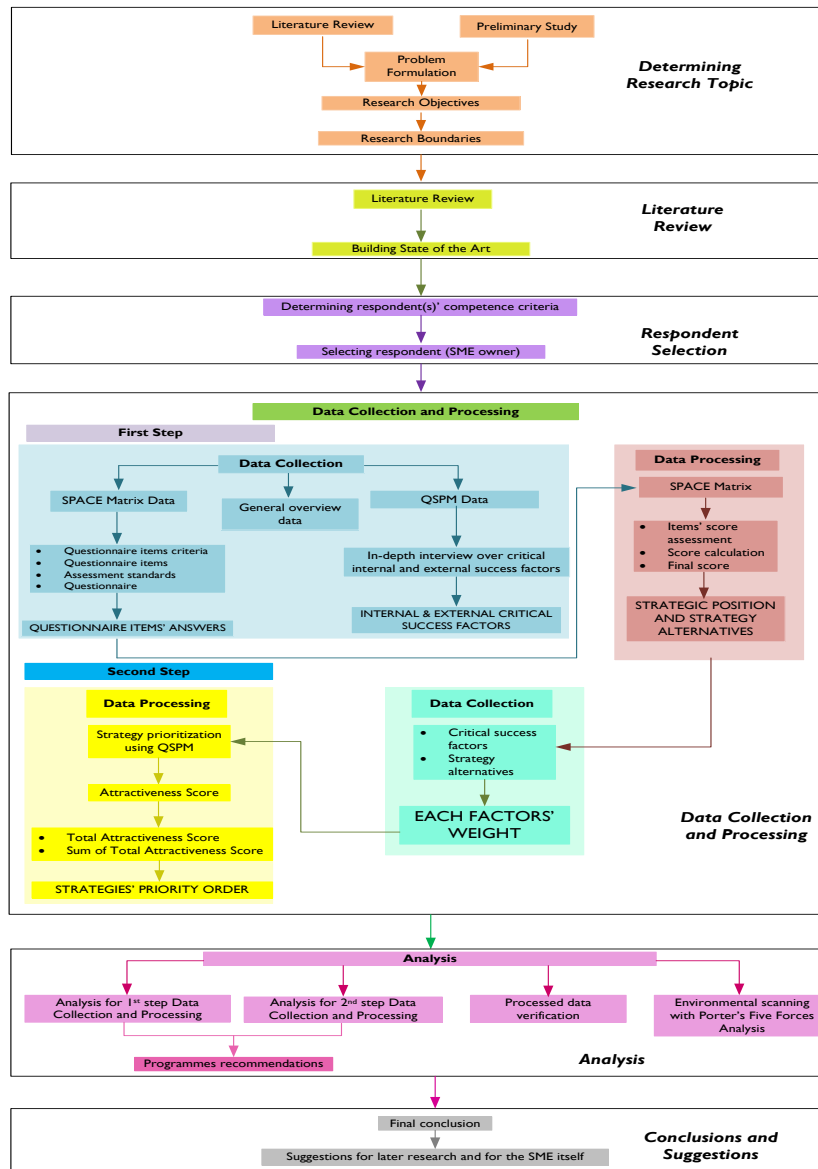 Literature Review
Preliminary Study
Problem
Formulation
Research Objectives
Research Boundaries
Determining
Research Topic
Literature Review
Building State of the Art
Literature
Review
Determining respondent(s)' competence criteria
Selecting respondent (SME owner)
Respondent
Selection
Data Collection and Processing
First Step
Data Collection
SPACE Matrix Data
General overview
data
QSPM Data
• Questionnaire items criteria
• Questionnaire items
• Assessment standards
• Questionnaire
In-depth interview over critical
internal and external success factors
QUESTIONNAIRE ITEMS' ANSWERS
INTERNAL & EXTERNAL CRITICAL
SUCCESS FACTORS
Data Processing
SPACE Matrix
• Items' score
assessment
• Score calculation
• Final score
STRATEGIC POSITION
AND STRATEGY
ALTERNATIVES
Second Step
Data Processing
Strategy prioritization
using QSPM
Attractiveness Score
• Total Attractiveness Score
• Sum of Total Attractiveness Score
STRATEGIES' PRIORITY ORDER
Data Collection
• Critical success
factors
• Strategy
alternatives
EACH FACTORS'
WEIGHT
Data Collection
and Processing
Analysis
Analysis for 1st step Data
Collection and Processing
Analysis for 2nd step Data
Collection and Processing
Processed data
verification
Environmental scanning
with Porter's Five Forces
Analysis
Programmes recommendations
Analysis
Final conclusion
Suggestions for later research and for the SME itself
Conclusions and
Suggestions